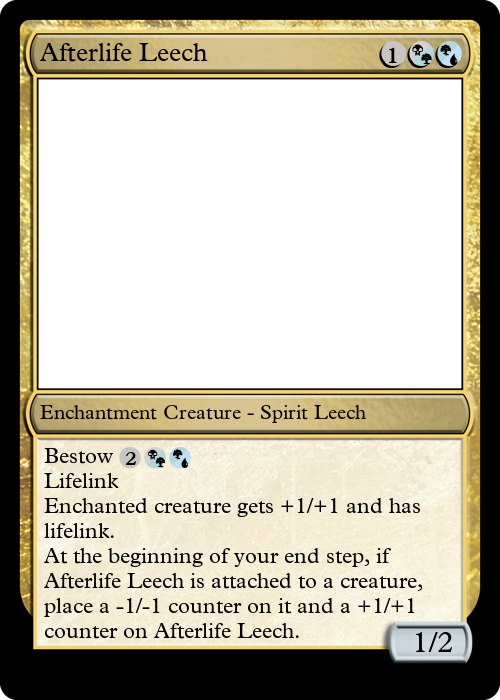 Afterlife Leech 1
Enchantment Creature - Spirit Leech
Bestow 2
Lifelink
Enchanted creature gets +1/+1 and has
lifelink.
At the beginning of your end step, if
Afterlife Leech is attached to a creature,
place a -1/-1 counter on it and a +1/+1
counter on Afterlife Leech.
1/2